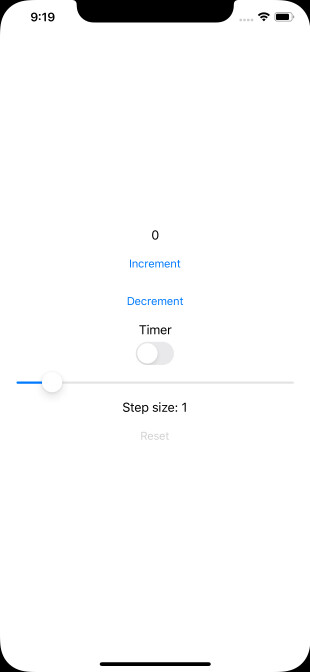 9:19
0
Increment
Decrement
Timer
Step size: 1
Reset